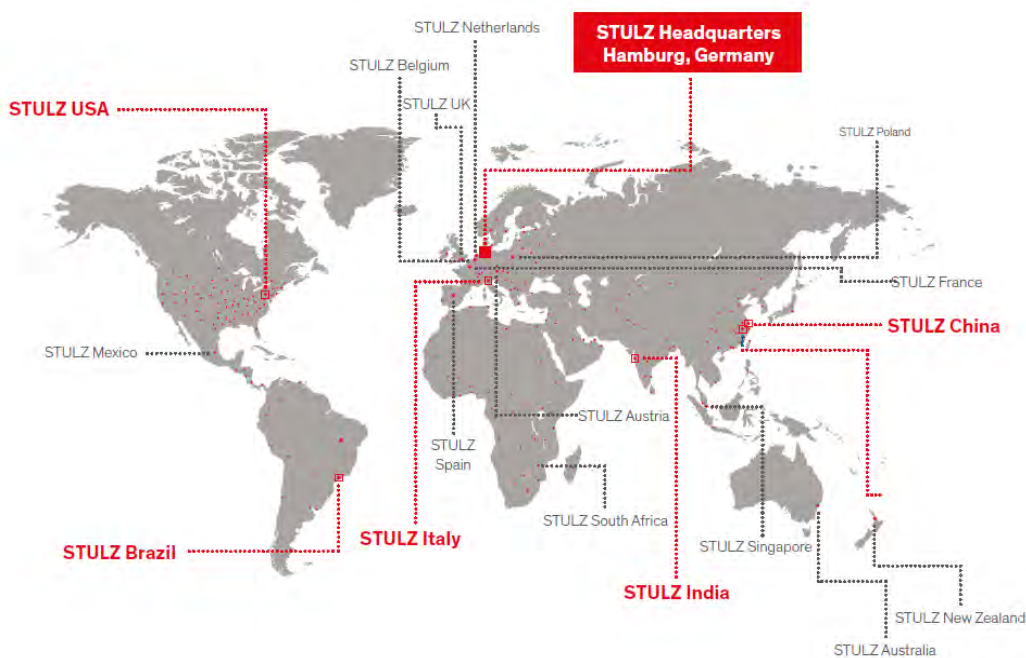 STULZ Netherlands
STULZ Headquarters
Hamburg, Germany
STULZ Belgium
STULZ UK
STULZ USA
STULZ Poland
STULZ France
STULZ China
STULZ Mexico
STULZ Austria
STULZ
Spain
STULZ South Africa
STULZ Italy
STULZ Singapore
STULZ Brazil
STULZ India
STULZ New Zealand
STULZ Australia